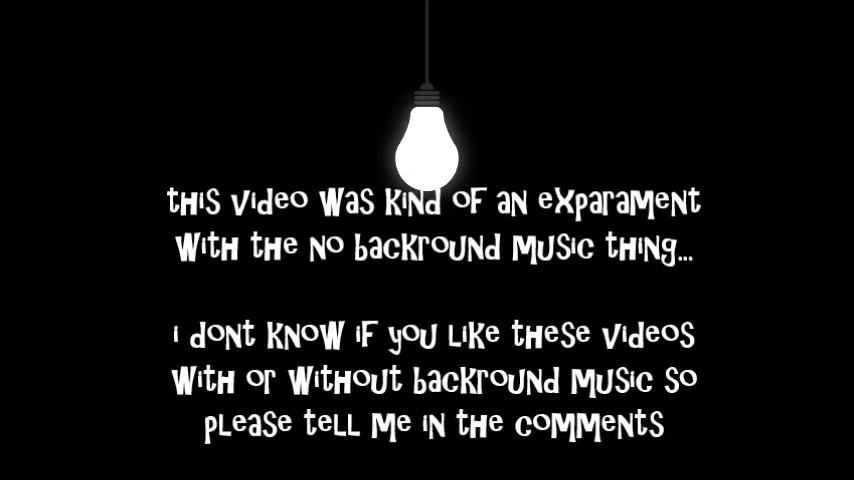 this video was kind of an exparament
with the no backround music thing...
i dont know if you like these videos
with or without backround music so
please tell me in the comments